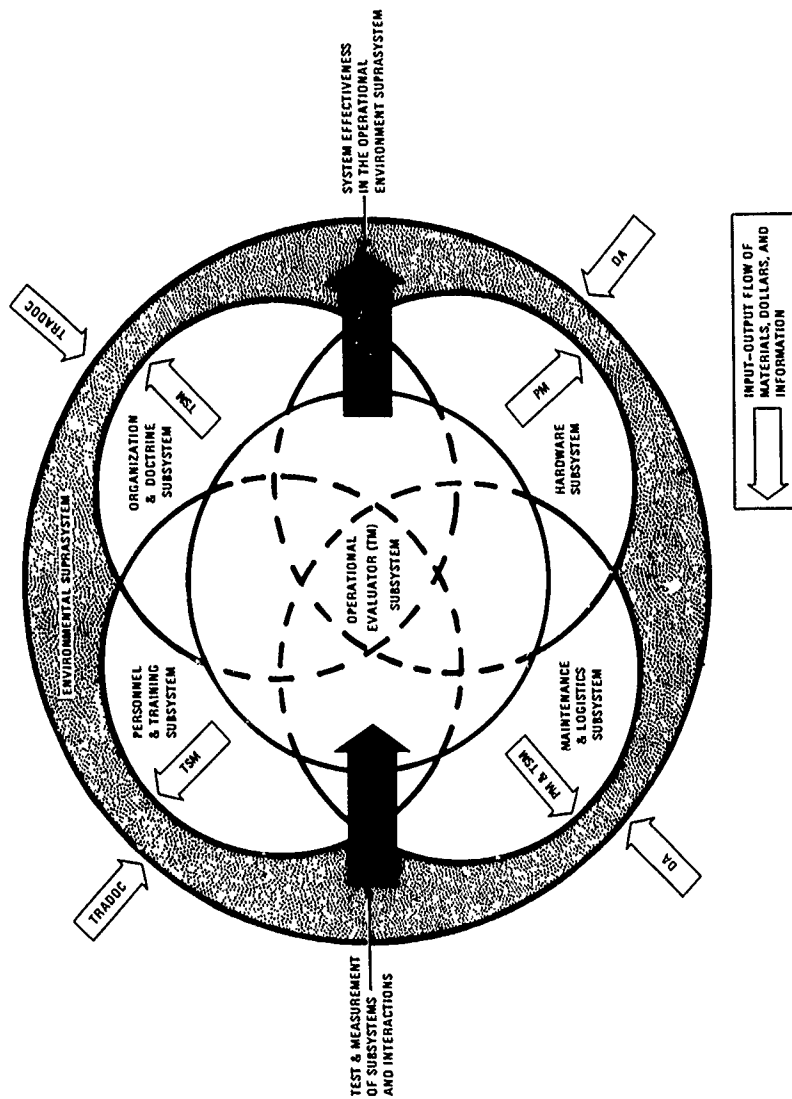 TRADOC
TRADOC
ENVIRONMENTAL SUPRASYSTEM
PERSONNEL
& TRAINING
SUBSYSTEM
TSM
ORGANIZATION
& DOCTRINE
SUBSYSTEM
TSM
TEST & MEASUREMENT
OF SUBSYSTEMS
AND INTERACTIONS
OPERATIONAL
EVALUATOR (TM)
SUBSYSTEM
SYSTEM EFFECTIVENESS
IN THE OPERATIONAL
ENVIRONMENT SUPRASYSTEM
MAINTENANCE
& LOGISTICS
SUBSYSTEM
PM & TSM
HARDWARE
SUBSYSTEM
PM
DA
DA
INPUT-OUTPUT FLOW OF
MATERIALS, DOLLARS, AND
INFORMATION